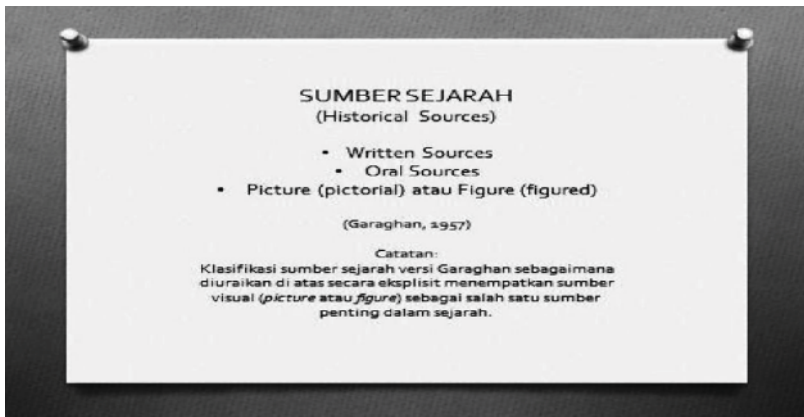 SUMBER SEJARAH
(Historical Sources)
• Written Sources
• Oral Sources
• Picture (pictorial) atau Figure (figured)
(Garaghan, 1957)
Catatan:
Klasifikasi sumber sejarah versi Garaghan sebagaimana
diuraikan di atas secara eksplisit menempatkan sumber
visual (picture atau figure) sebagai salah satu sumber
penting dalam sejarah.